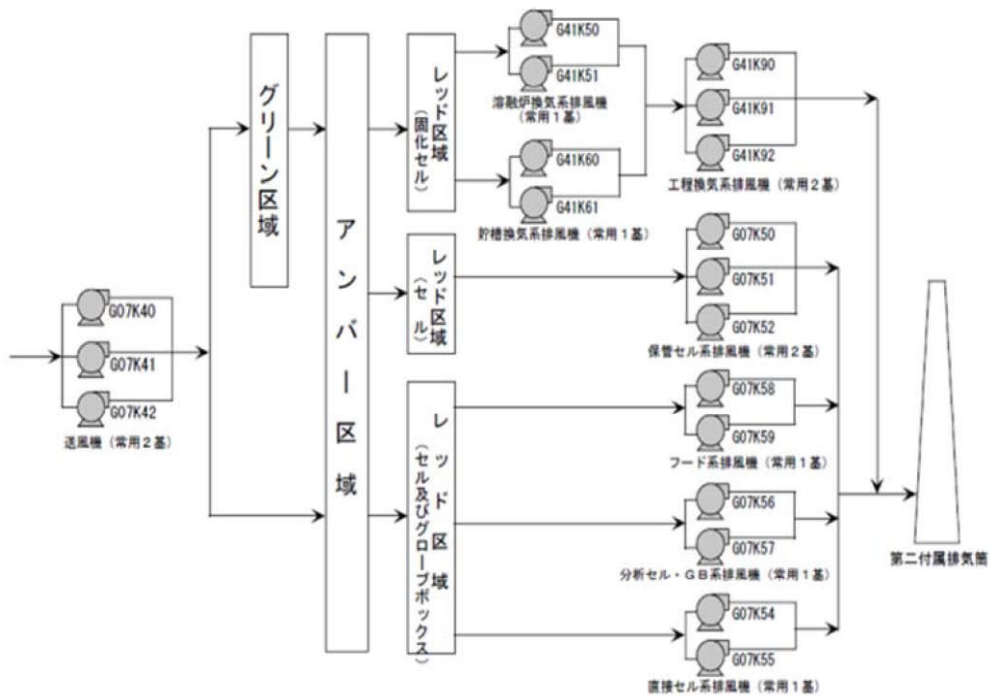 G07K40
G07K41
G07K42
送風機（常用２基）
グリーン区域
アンバー区域
レッド区域
（固化セル）
レッド区域
（セル）
レッド区域
（セル及びグローブボックス）
G41K50
G41K51
溶融炉換気系排風機
（常用１基）
G41K60
G41K61
貯槽換気系排風機（常用１基）
G41K90
G41K91
G41K92
工程換気系排風機（常用２基）
G07K50
G07K51
G07K52
保管セル系排風機（常用２基）
G07K58
G07K59
フード系排風機（常用１基）
G07K56
G07K57
分析セル・ＧＢ系排風機（常用１基）
G07K54
G07K55
直接セル系排風機（常用１基）
第二付属排気筒